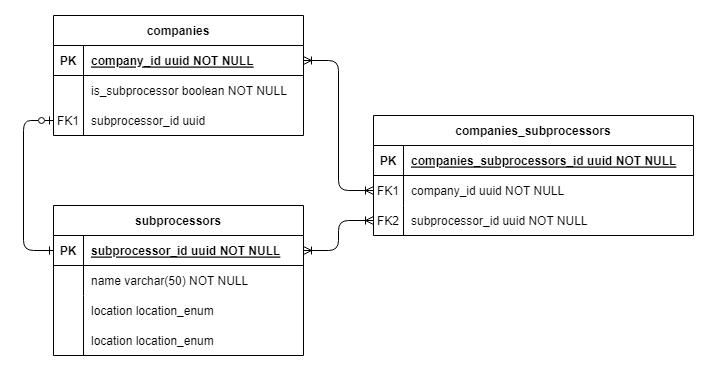 companies
PK company_id uuid NOT NULL
is_subprocessor boolean NOT NULL
FK1 subprocessor_id uuid
companies_subprocessors
PK companies_subprocessors_id uuid NOT NULL
FK1 company_id uuid NOT NULL
FK2 subprocessor_id uuid NOT NULL
subprocessors
PK subprocessor_id uuid NOT NULL
name varchar(50) NOT NULL
location location_enum
location location_enum